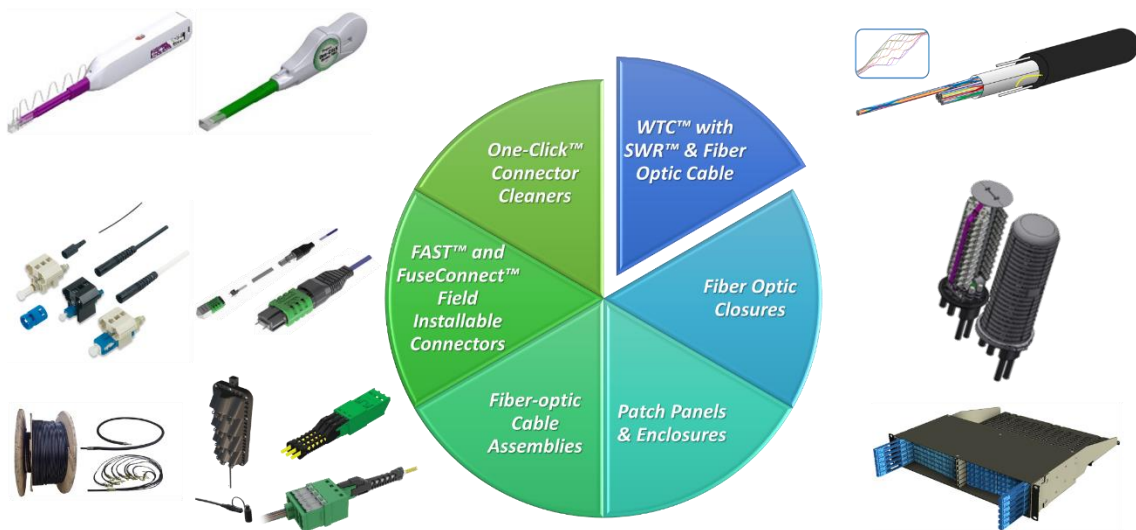 One-Click™
Connector
Cleaners
WTC™ with
SWR™ & Fiber
Optic Cable
FAST™ and
FuseConnect™
Field
Installable
Connectors
Fiber Optic
Closures
Fiber-optic
Cable
Assemblies
Patch Panels
& Enclosures